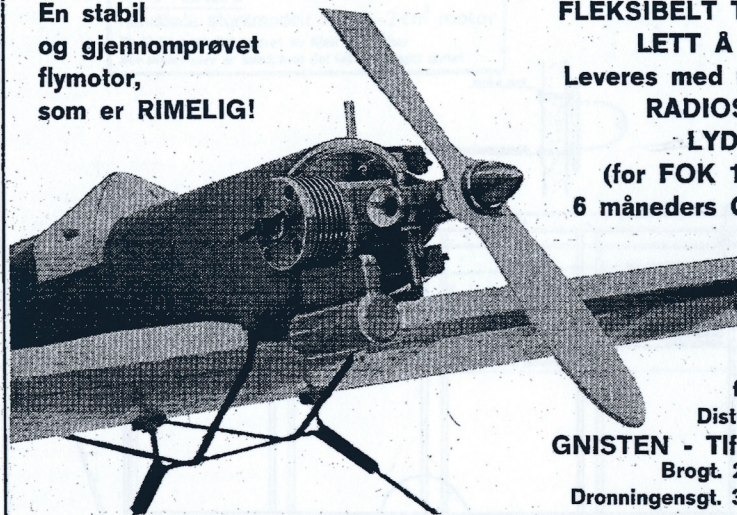 En stabil
og gjennomprøvet
flymotor,
som er RIMELIG!
FLEKSIBELT
LETT Å
Leveres med
RADIOS
LYD
(for FOK 1
6 måneders
Dist
GNISTEN - Tlf
Brogt. 2
Dronningensgt. 3